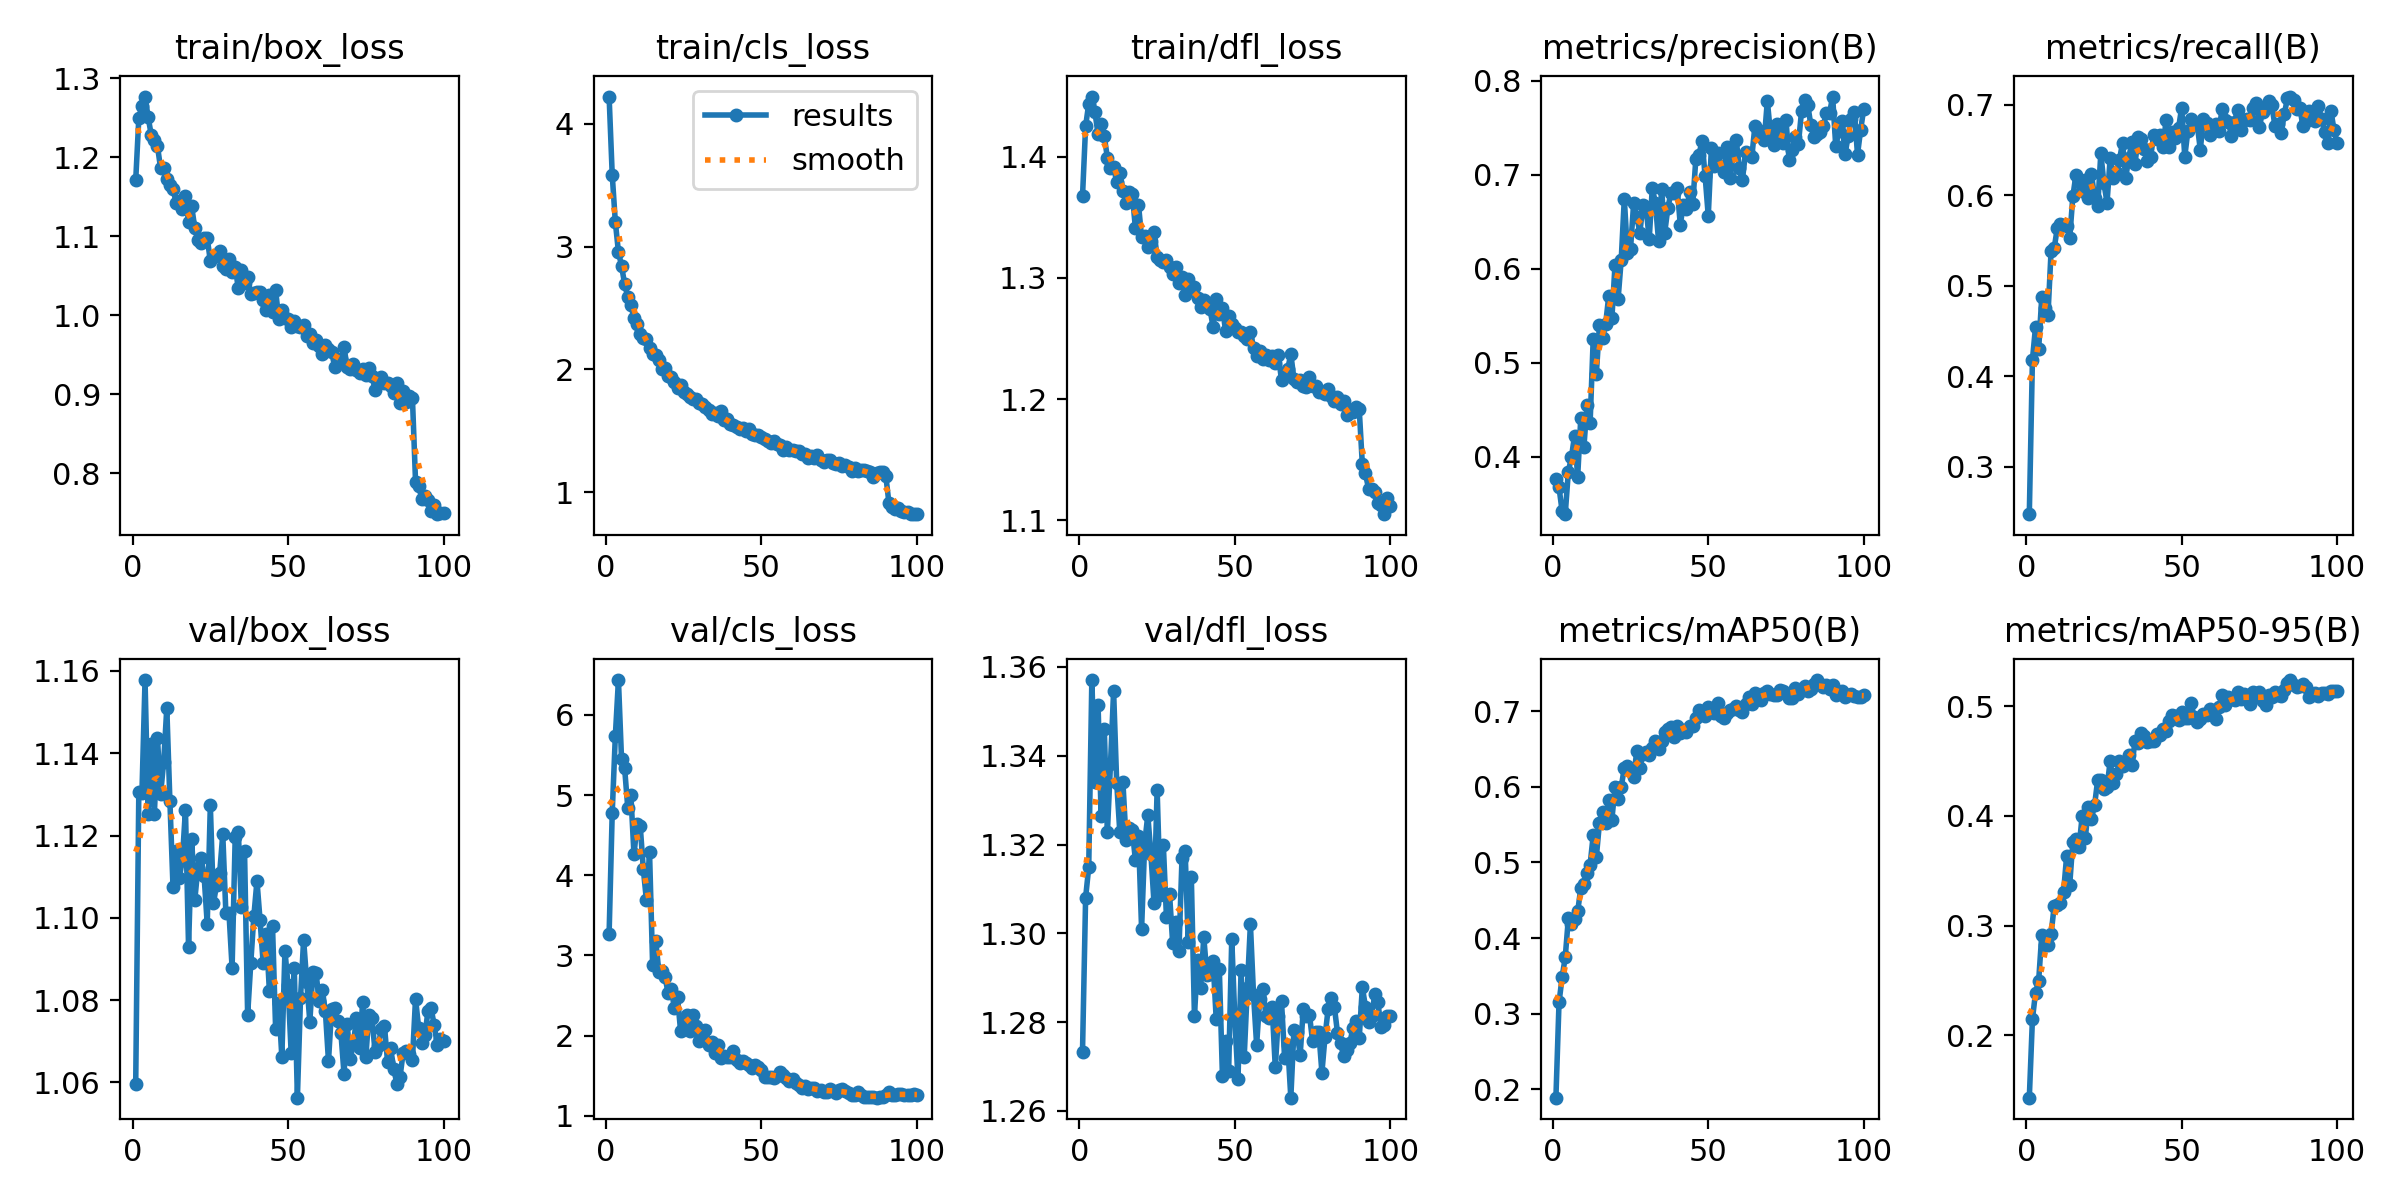 train/box_loss
1.3
1.2
1.1
1.0
0.9
0.8
0 50 100
train/cls_loss
results
smooth
4
3
2
1
0 50 100
train/dfl_loss
1.4
1.3
1.2
1.1
0 50 100
metrics/precision(B)
0.8
0.7
0.6
0.5
0.4
0 50 100
metrics/recall(B)
0.7
0.6
0.5
0.4
0.3
0 50 100
val/box_loss
1.16
1.14
1.12
1.10
1.08
1.06
0 50 100
val/cls_loss
6
5
4
3
2
1
0 50 100
val/dfl_loss
1.36
1.34
1.32
1.30
1.28
1.26
0 50 100
metrics/mAP50(B)
0.7
0.6
0.5
0.4
0.3
0.2
0 50 100
metrics/mAP50-95(B)
0.5
0.4
0.3
0.2
0 50 100